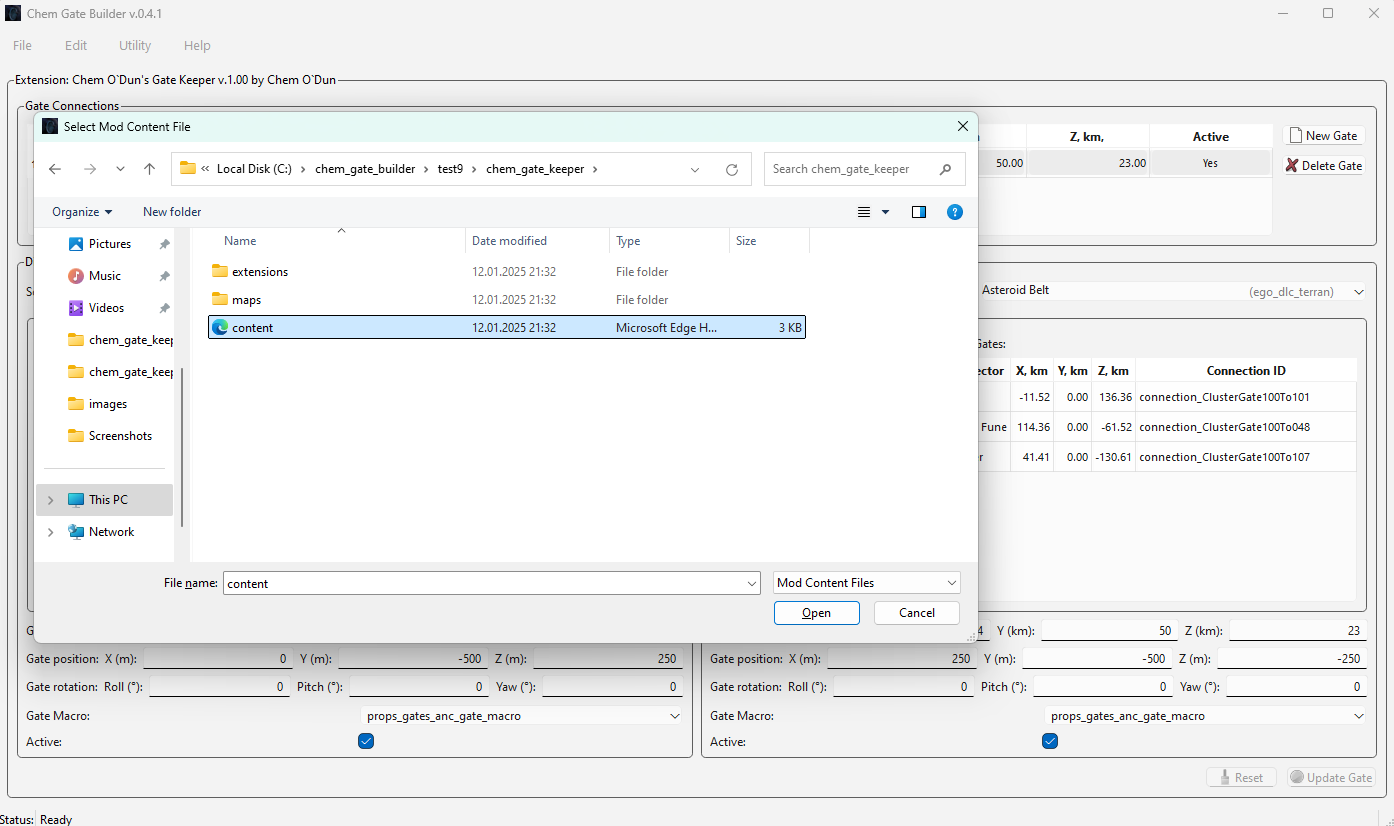 Chem Gate Builder v.0.4.1
File Edit Utility Help
Extension: Chem O`Dun's Gate Keeper v.1.00 by Chem O`Dun
Gate Connections
Z, km, Active
50.00 23.00 Yes
New Gate
Delete Gate
Select Mod Content File
« Local Disk (C:) › chem_gate_builder › test9 › chem_gate_keeper ›
Search chem_gate_keeper
Organize New folder
Pictures
Music
Videos
chem_gate_keep
chem_gate_keep
images
Screenshots
This PC
Network
Name Date modified Type Size
extensions 12.01.2025 21:32 File folder
maps 12.01.2025 21:32 File folder
content 12.01.2025 21:32 Microsoft Edge H... 3 KB
File name: content Mod Content Files
Open Cancel
Asteroid Belt (ego_dlc_terran)
Gates:
ector X, km Y, km Z, km Connection ID
-11.52 0.00 136.36 connection_ClusterGate100To101
Fune 114.36 0.00 -61.52 connection_ClusterGate100To048
r 41.41 0.00 -130.61 connection_ClusterGate100To107
4 Y (km): 50 Z (km): 23
Gate position: X (m): 0 Y (m): -500 Z (m): 250
Gate rotation: Roll (°): 0 Pitch (°): 0 Yaw (°): 0
Gate Macro: props_gates_anc_gate_macro
Active:
Gate position: X (m): 250 Y (m): -500 Z (m): -250
Gate rotation: Roll (°): 0 Pitch (°): 0 Yaw (°): 0
Gate Macro: props_gates_anc_gate_macro
Active:
Reset Update Gate
Status: Ready